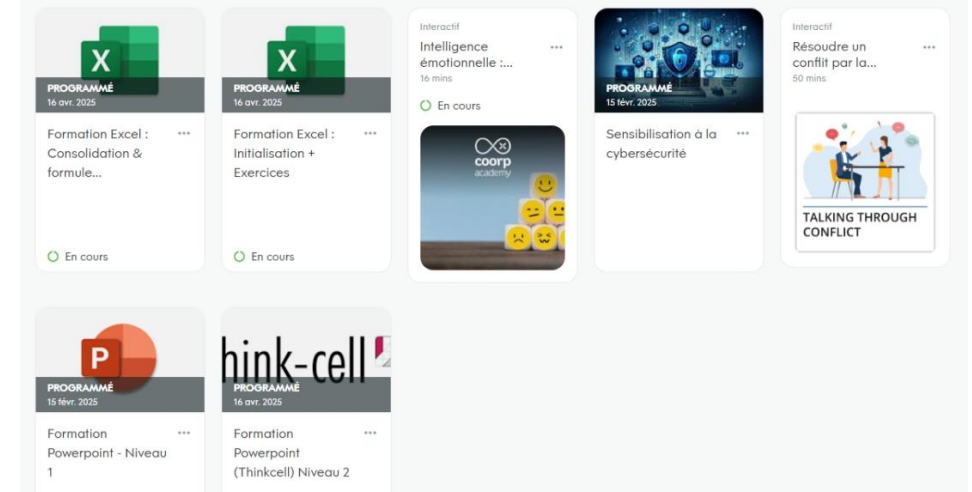 PROGRAMMÉ
16 avr. 2025
Formation Excel :
Consolidation &
formule...
En cours
PROGRAMMÉ
16 avr. 2025
Formation Excel :
Initialisation +
Exercices
En cours
Interactif
Intelligence
émotionnelle :...
16 mins
En cours
coorp
academy
PROGRAMMÉ
15 févr. 2025
Sensibilisation à la
cybersécurité
Interactif
Résoudre un
conflit par la...
50 mins
TALKING THROUGH
CONFLICT
P
PROGRAMMÉ
15 févr. 2025
Formation
Powerpoint - Niveau
1
hink-cell
PROGRAMMÉ
16 avr. 2025
Formation
Powerpoint
(Thinkcell) Niveau 2